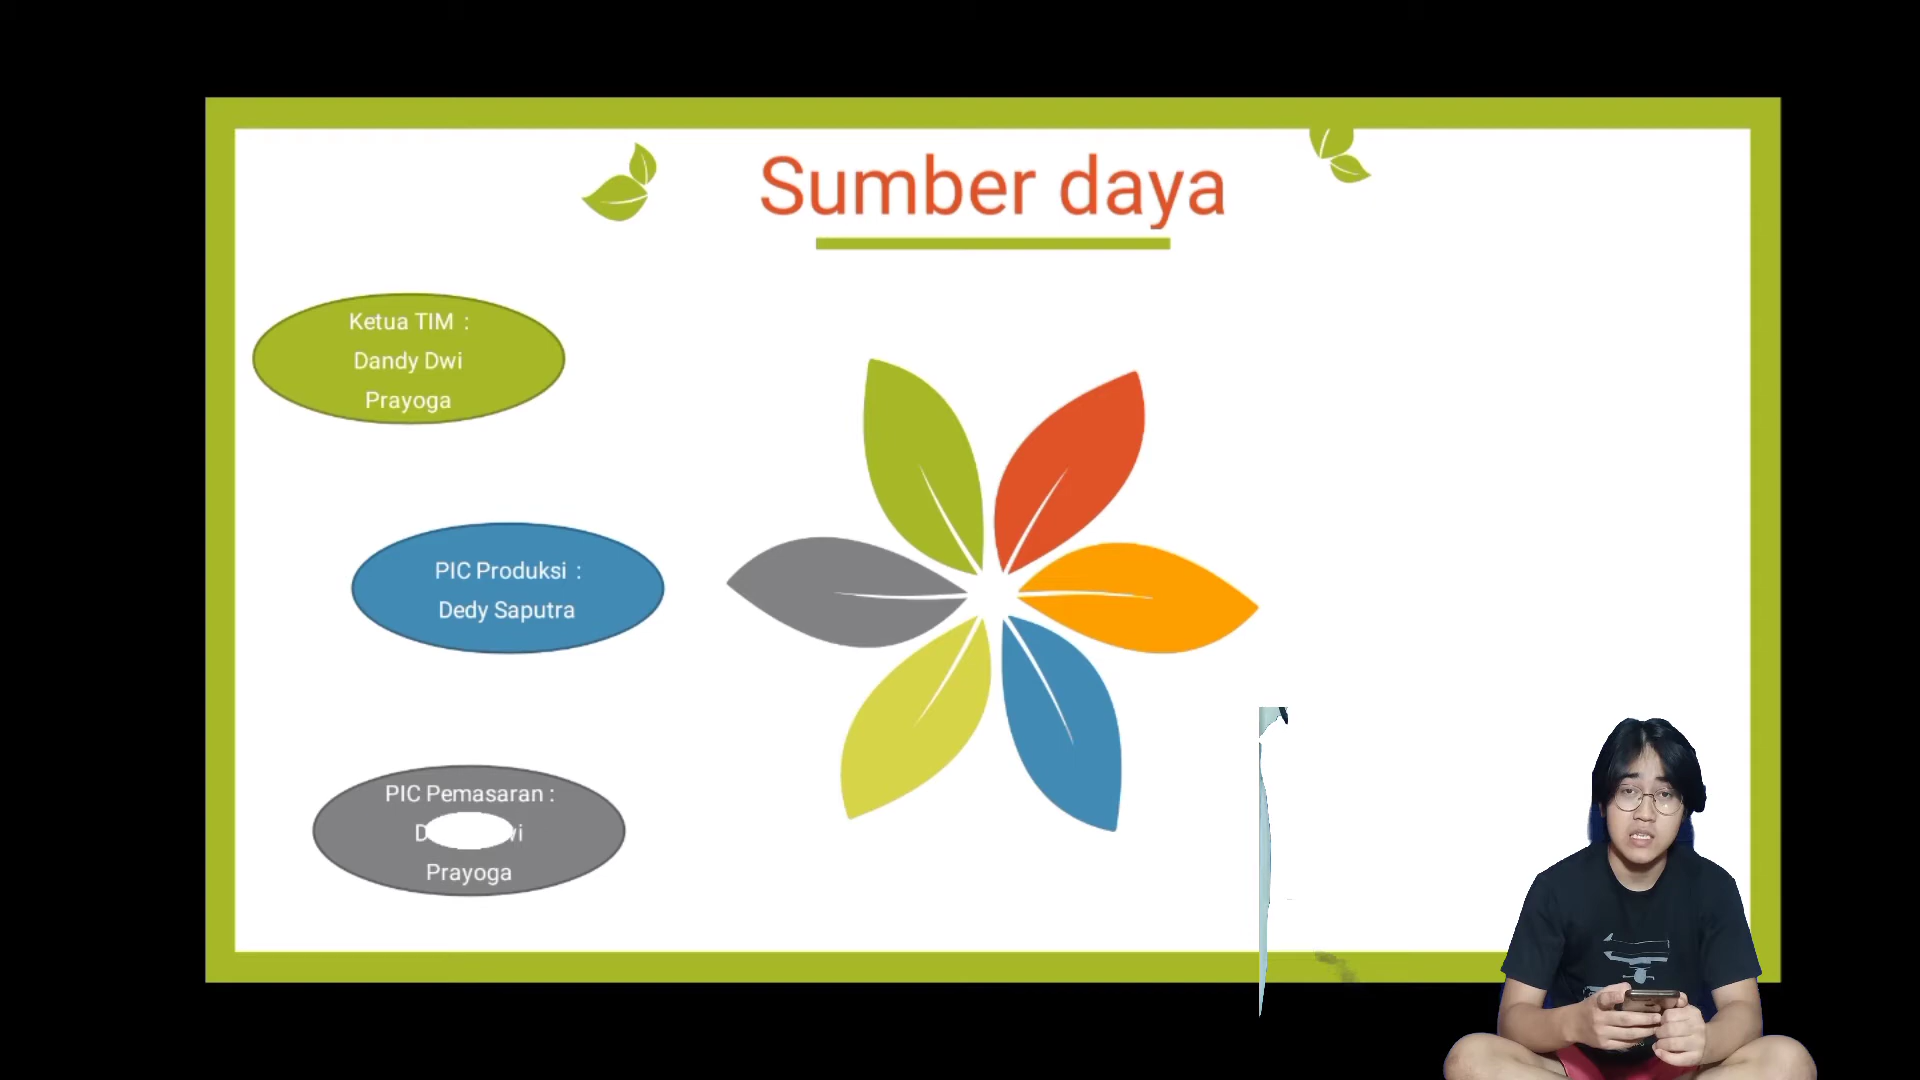 Sumber daya
Ketua TIM :
Dandy Dwi
Prayoga
PIC Produksi :
Dedy Saputra
PIC Pemasaran :
Prayoga